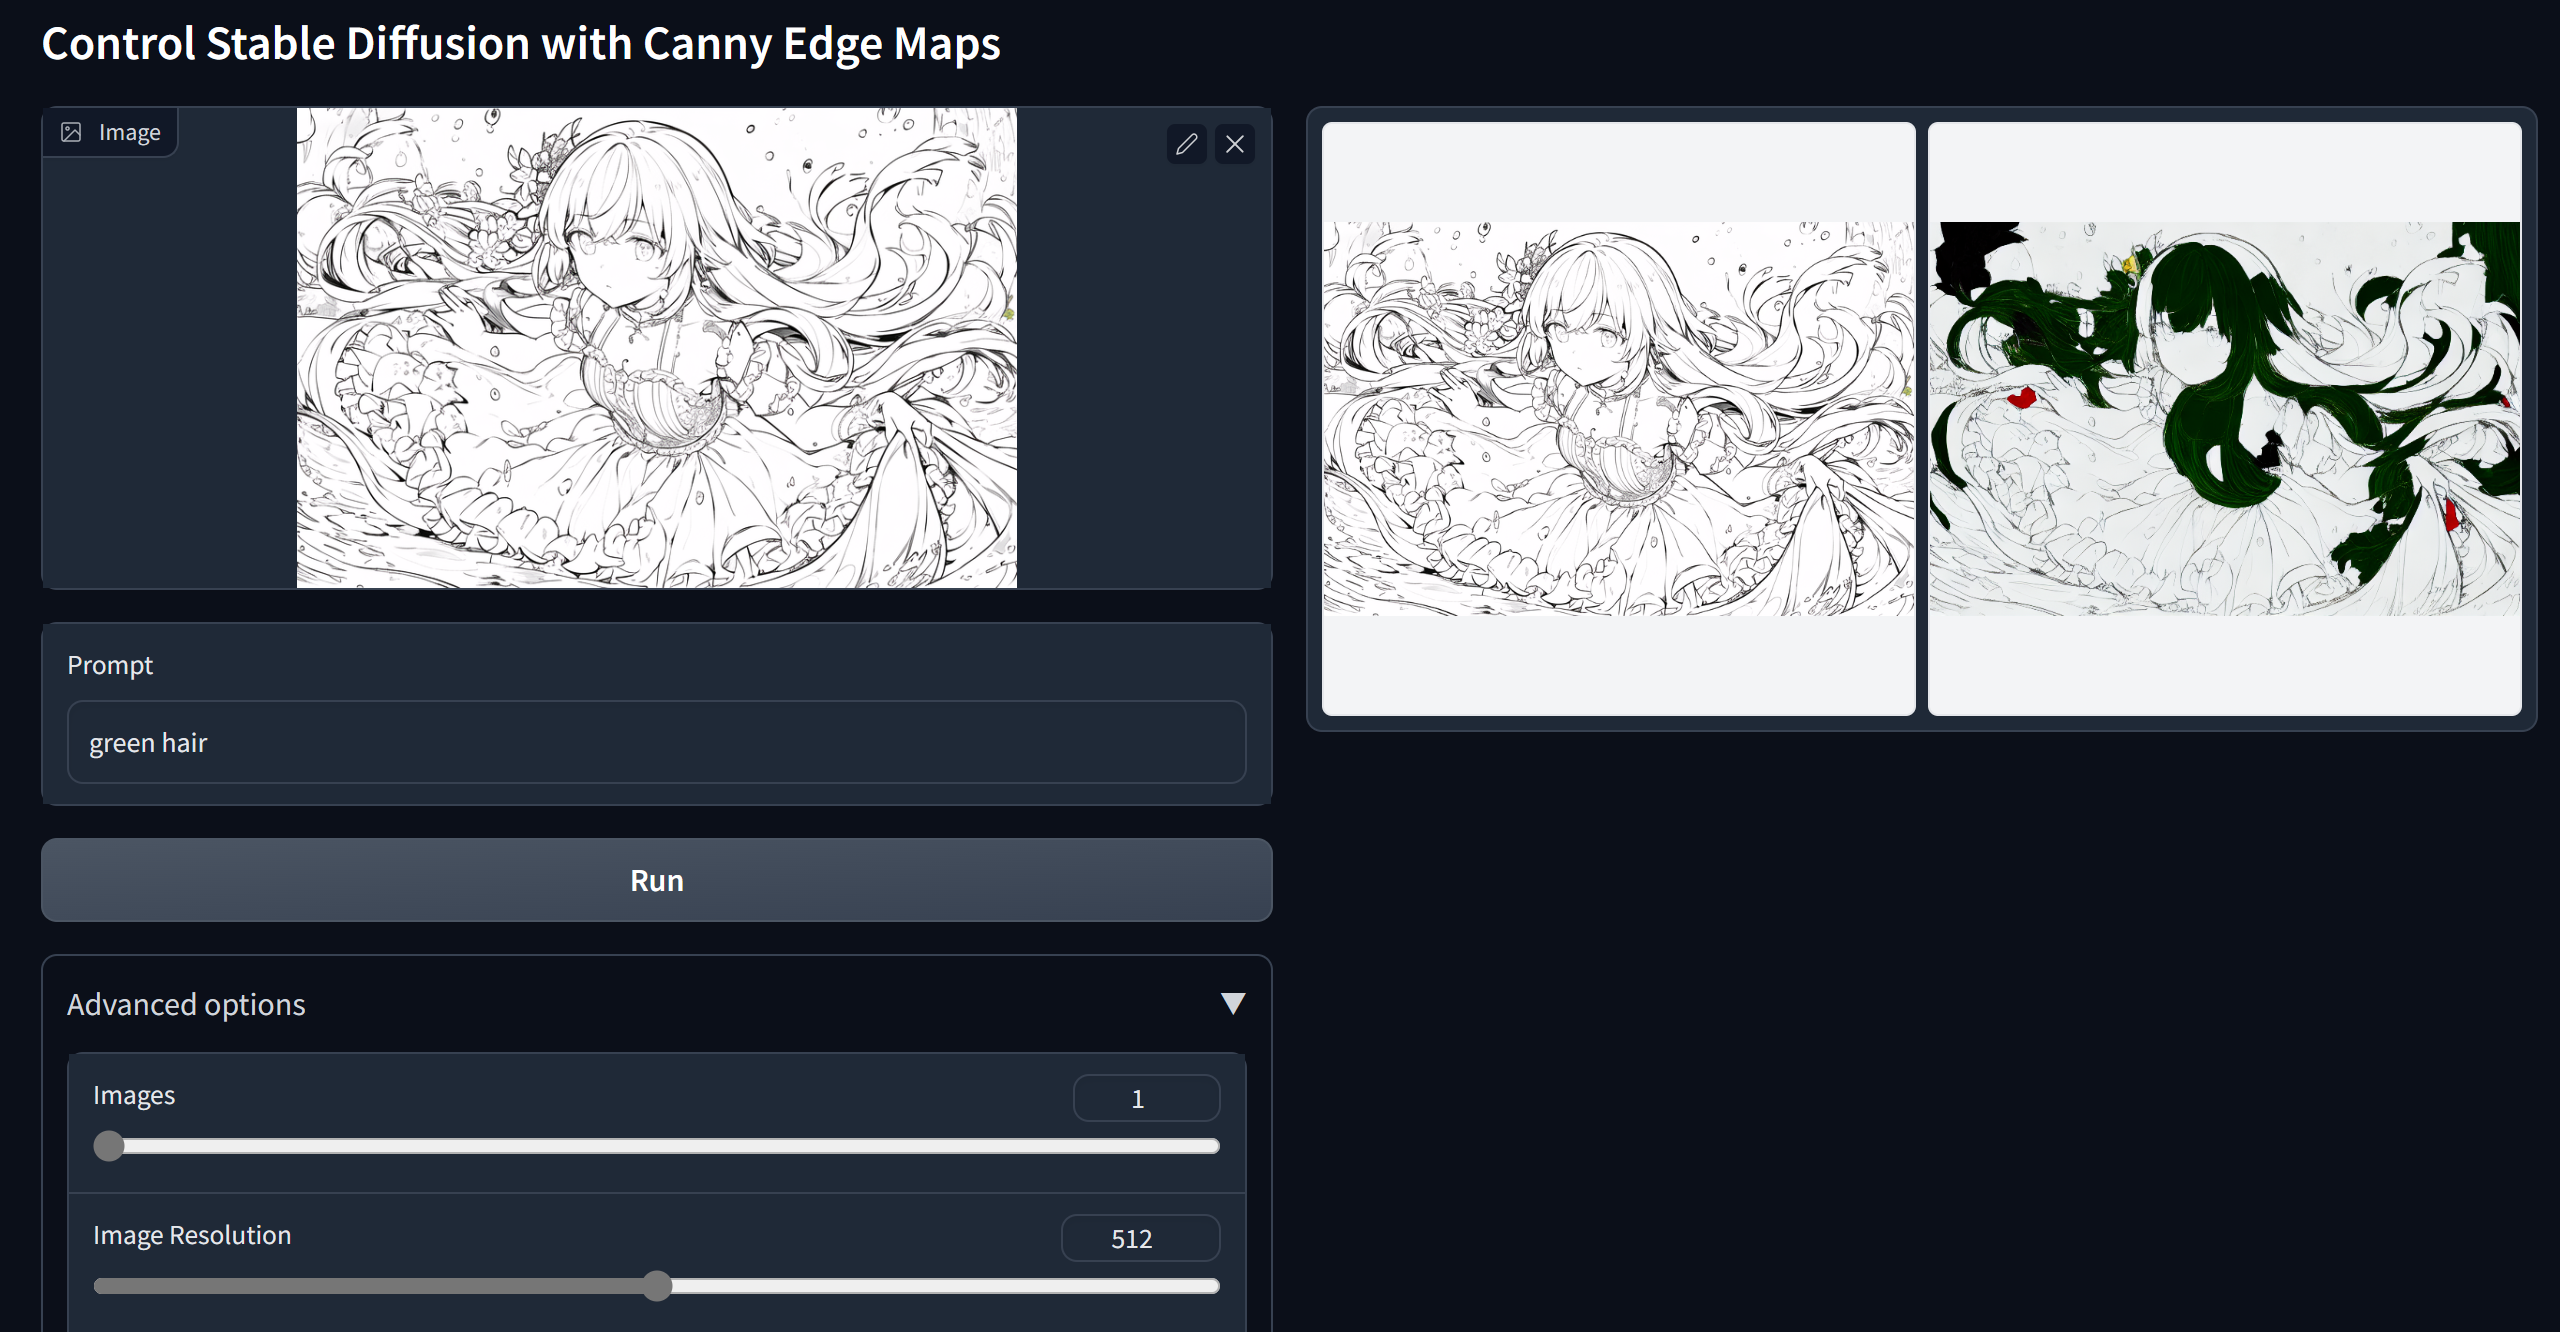 Control Stable Diffusion with Canny Edge Maps
Image
Prompt
green hair
Run
Advanced options
Images
1
Image Resolution
512